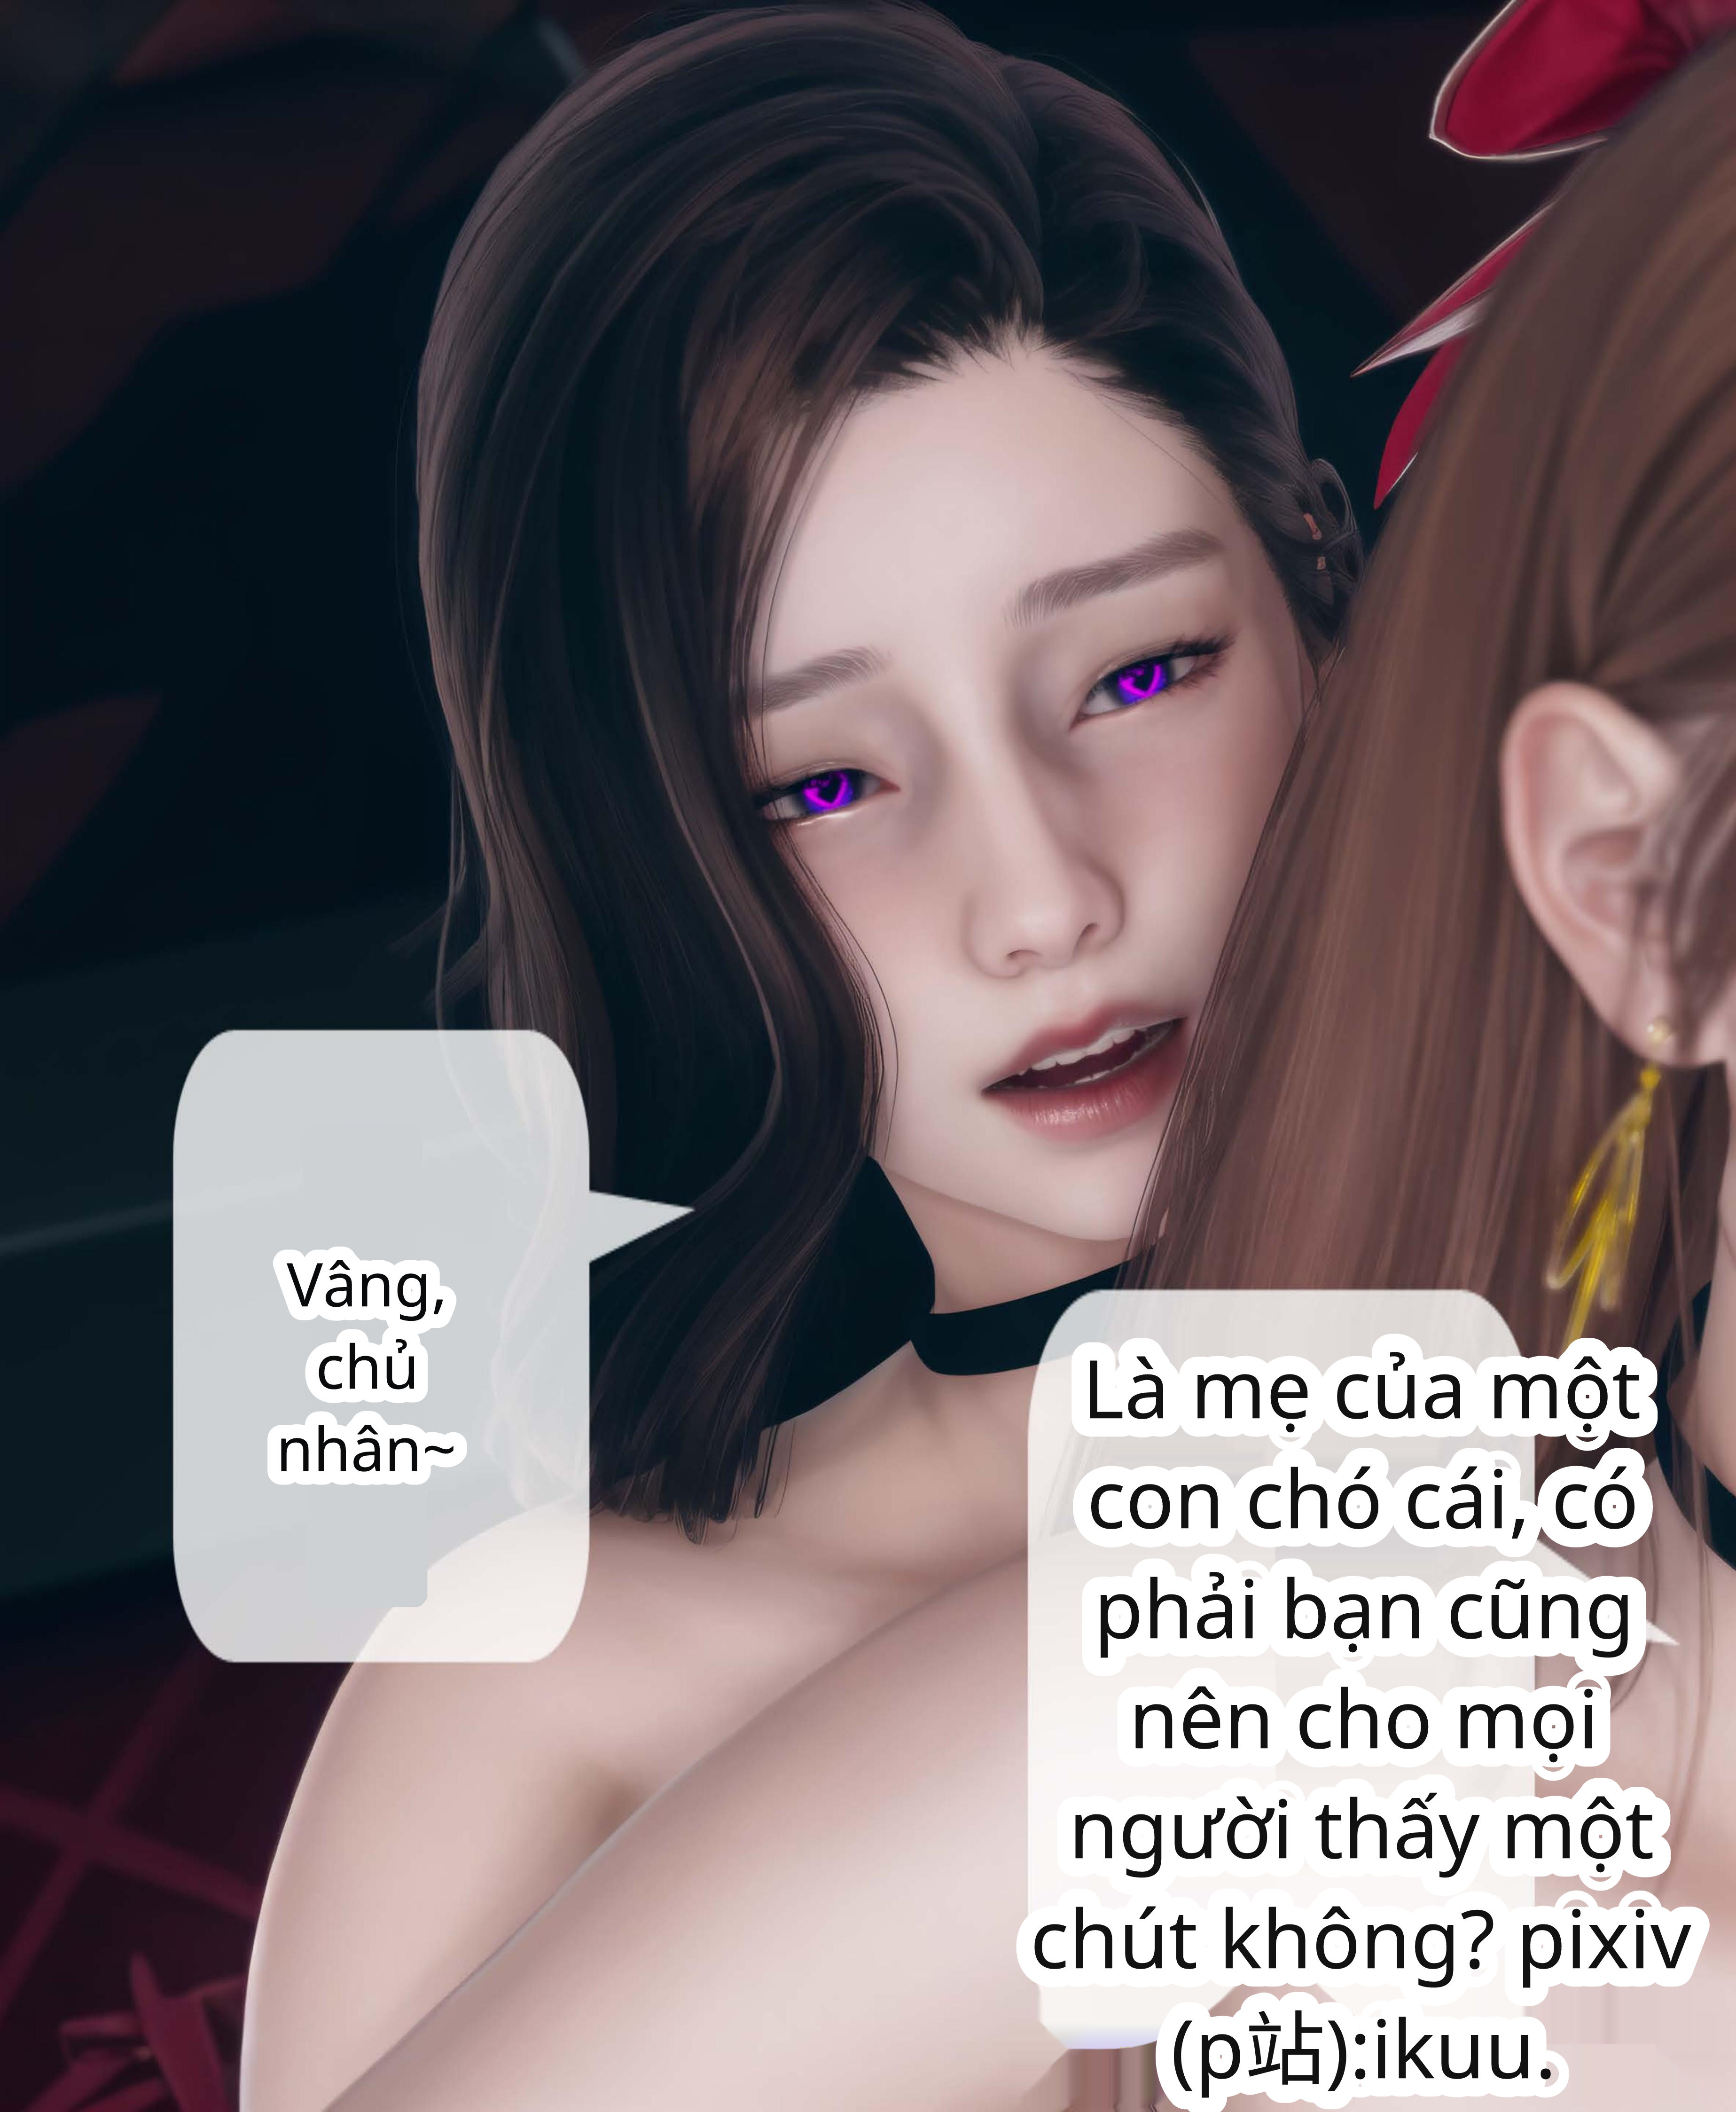 Vâng,
chủ
nhân~
Là mẹ của một
con chó cái, có
phải bạn cũng
nên cho mọi
người thấy một
chút không? pixiv
(p站):ikuu.